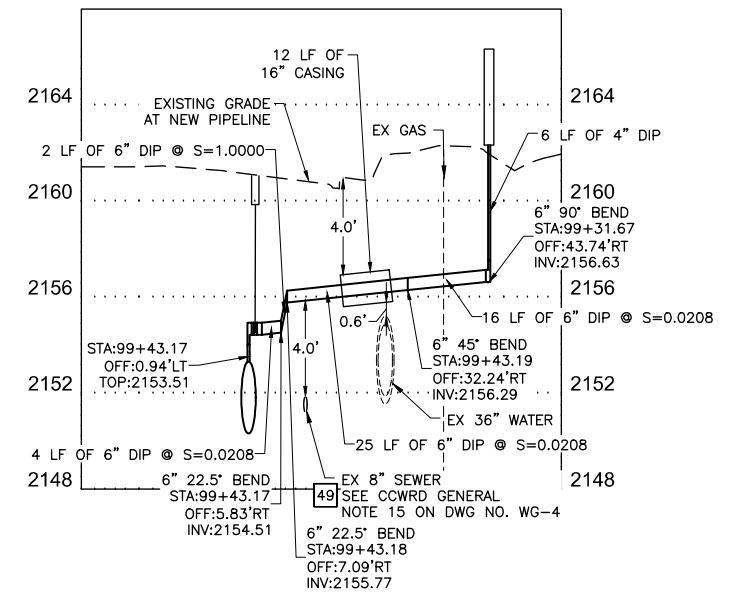 12 LF OF
16” CASING
2164
2164
EXISTING GRADE
AT NEW PIPELINE
EX GAS
6 LF OF 4” DIP
2 LF OF 6” DIP @ S=1.0000
2160
2160
6” 90° BEND
STA:99+31.67
OFF:43.74’RT
INV:2156.63
4.0’
2156
2156
16 LF OF 6” DIP @ S=0.0208
0.6’
6” 45° BEND
STA:99+43.19
OFF:32.24’RT
INV:2156.29
STA:99+43.17
OFF:0.94’LT
TOP:2153.51
4.0’
2152
2152
EX 36” WATER
25 LF OF 6” DIP @ S=0.0208
4 LF OF 6” DIP @ S=0.0208
2148
2148
6” 22.5° BEND
STA:99+43.17
OFF:5.83’RT
INV:2154.51
EX 8” SEWER
49 SEE CCWRD GENERAL
NOTE 15 ON DWG NO. WG-4
6” 22.5° BEND
STA:99+43.18
OFF:7.09’RT
INV:2155.77